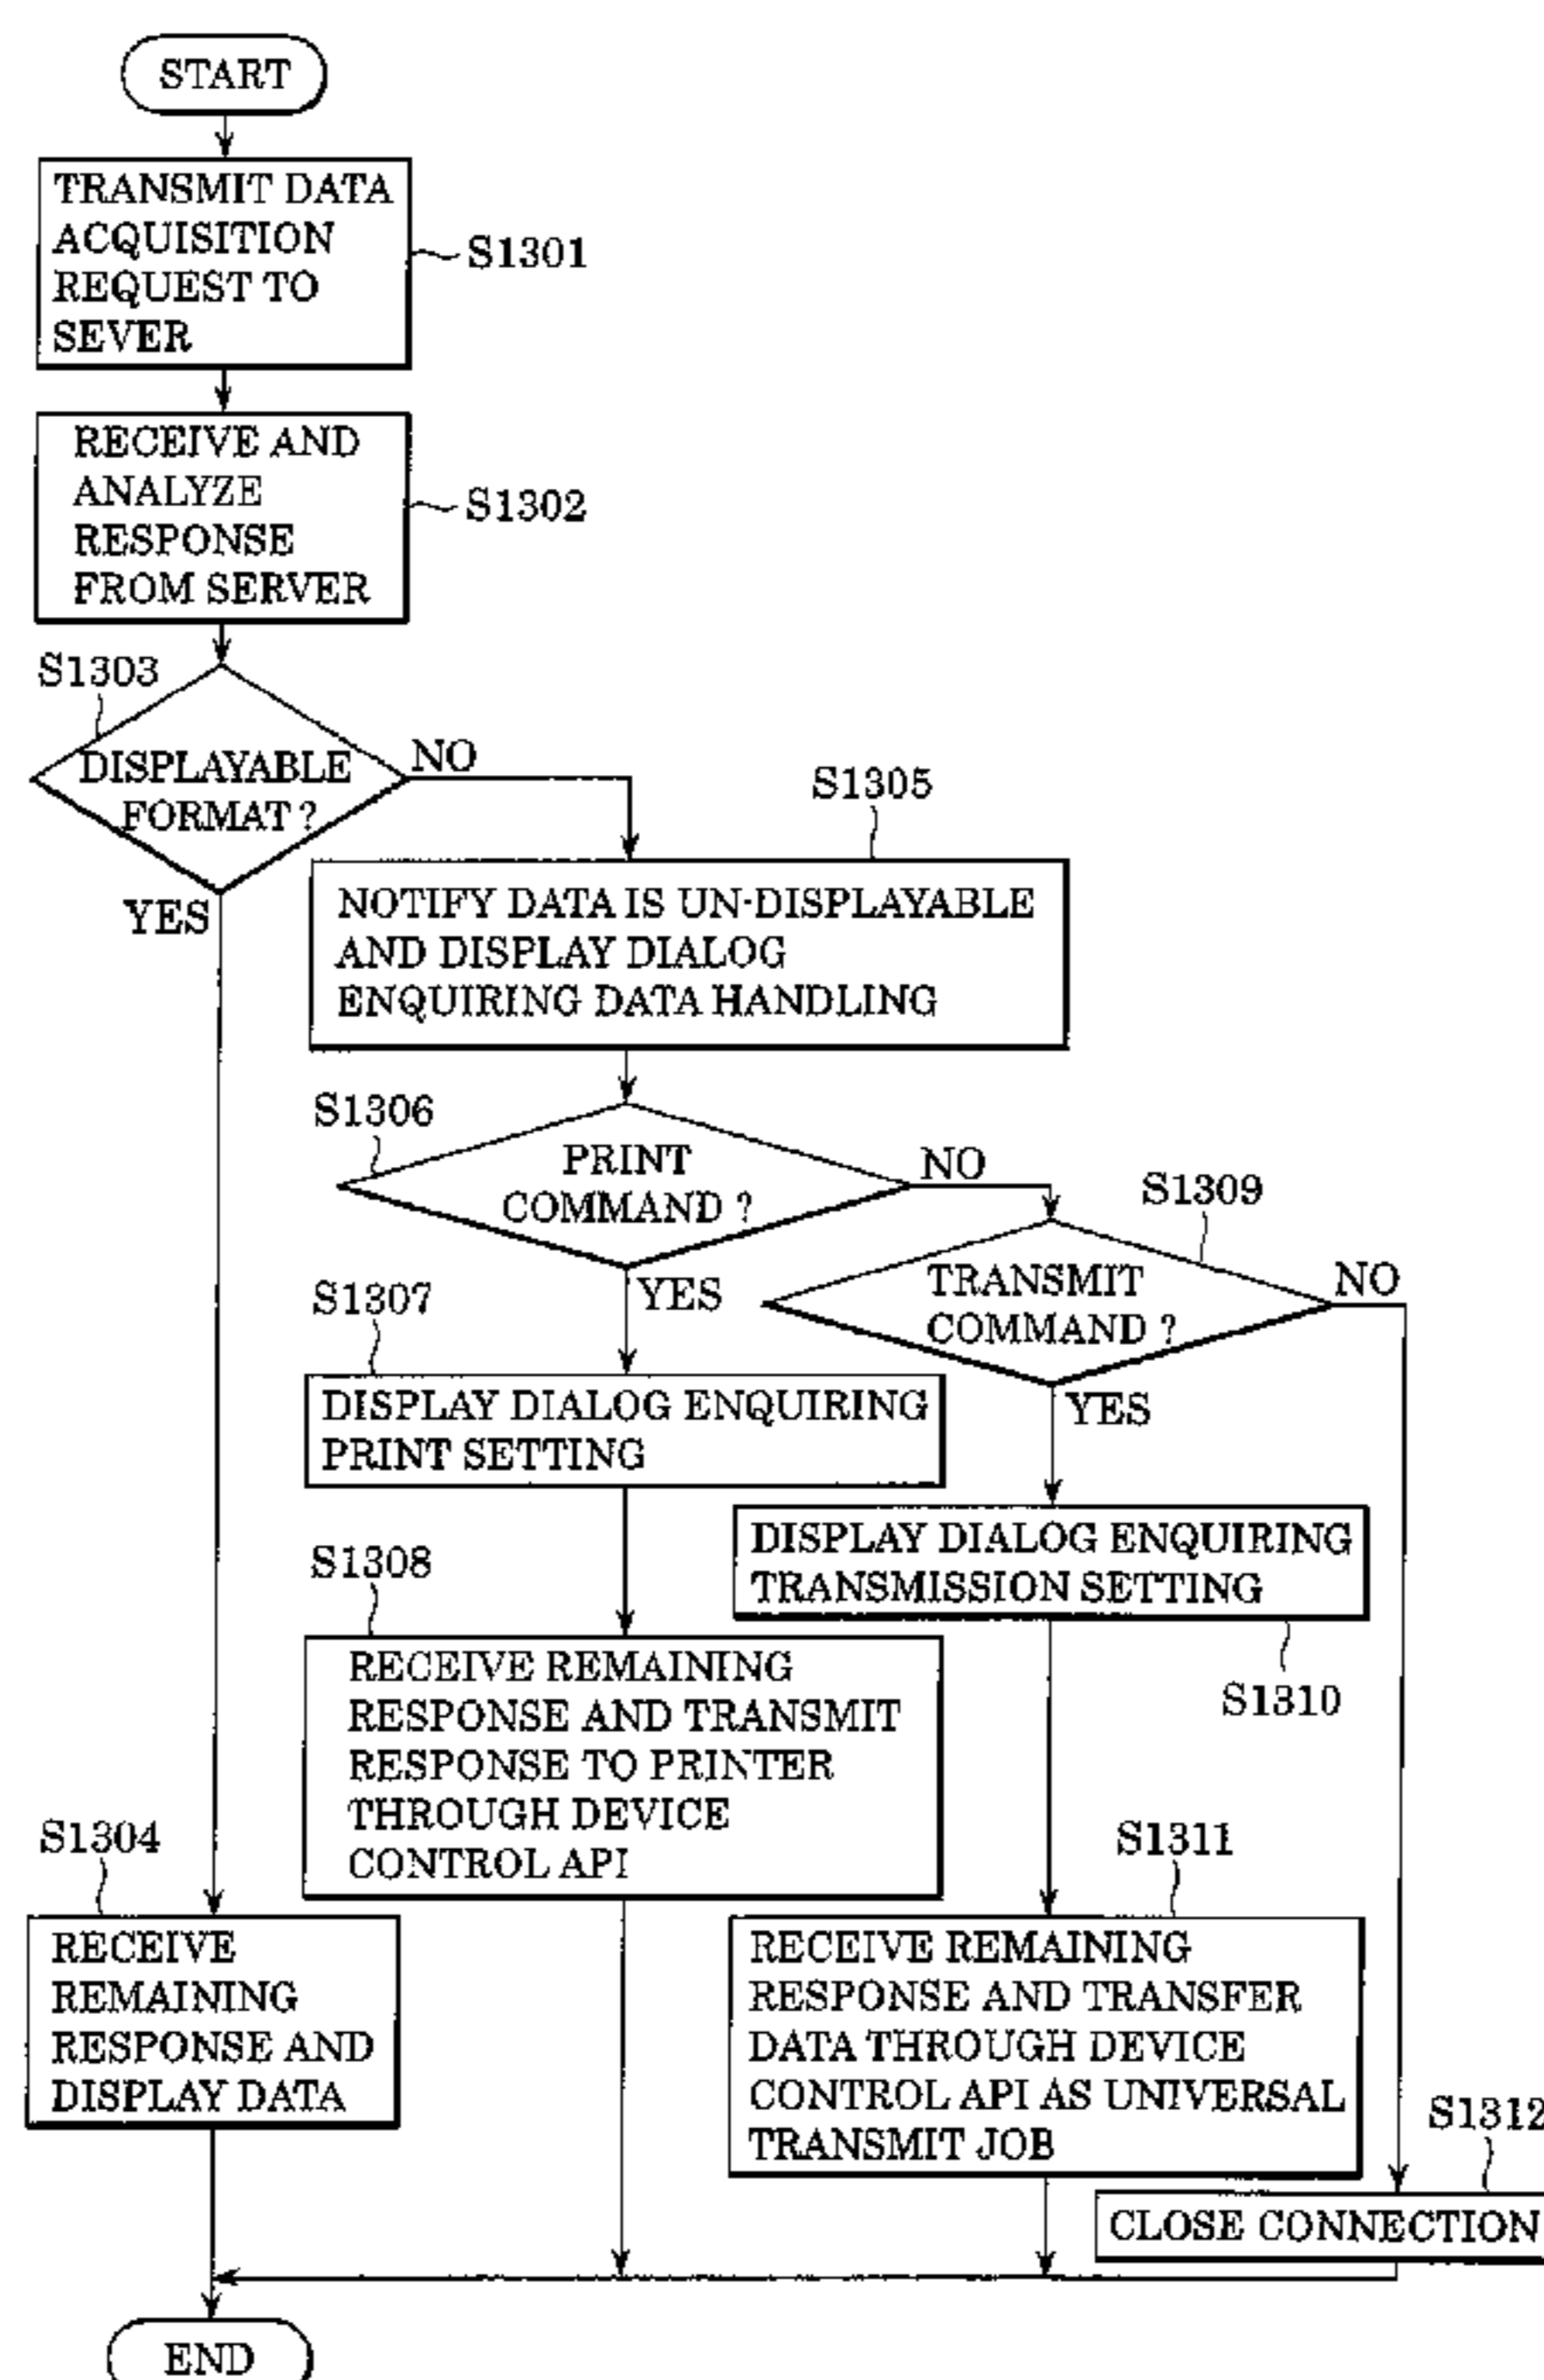 START
TRANSMIT DATA
ACQUISITION
REQUEST TO
SEVER
S1301
RECEIVE AND
ANALYZE
RESPONSE
FROM SERVER
S1302
S1303
DISPLAYABLE
FORMAT ?
NO
YES
S1305
NOTIFY DATA IS UN-DISPLAYABLE
AND DISPLAY DIALOG
ENQUIRING DATA HANDLING
S1306
PRINT
COMMAND ?
NO
YES
S1309
TRANSMIT
COMMAND ?
NO
YES
S1307
DISPLAY DIALOG ENQUIRING
PRINT SETTING
DISPLAY DIALOG ENQUIRING
TRANSMISSION SETTING
S1310
S1308
RECEIVE REMAINING
RESPONSE AND TRANSMIT
RESPONSE TO PRINTER
THROUGH DEVICE
CONTROL API
S1304
RECEIVE
REMAINING
RESPONSE AND
DISPLAY DATA
S1311
RECEIVE REMAINING
RESPONSE AND TRANSFER
DATA THROUGH DEVICE
CONTROL API AS UNIVERSAL
TRANSMIT JOB
S1312
CLOSE CONNECTION
END